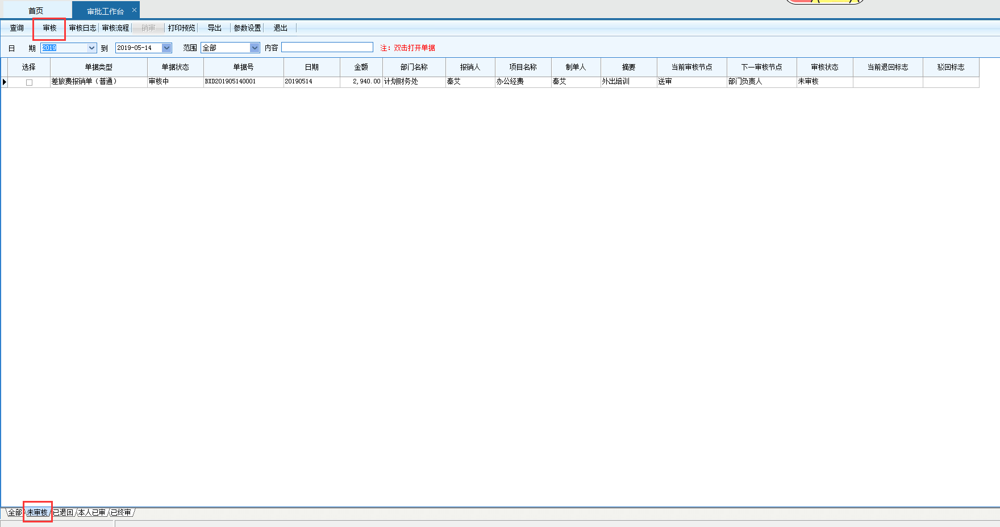 首页 审批工作台 ×
查询 审核 审核日志 审核流程 销审 打印预览 导出 参数设置 退出
日 期 2019 到 2019-05-14 范围 全部 内容 注：双击打开单据
选择 单据类型 单据状态 单据号 日期 金额 部门名称 报销人 项目名称 制单人 摘要 当前审核节点 下一审核节点 审核状态 当前退回标志 驳回标志
差旅费报销单（普通） 审核中 BXD201905140001 20190514 2,940.00 计划财务处 秦艾 办公经费 秦艾 外出培训 送审 部门负责人 未审核
全部 未审核 已退回 本人已审 已终审